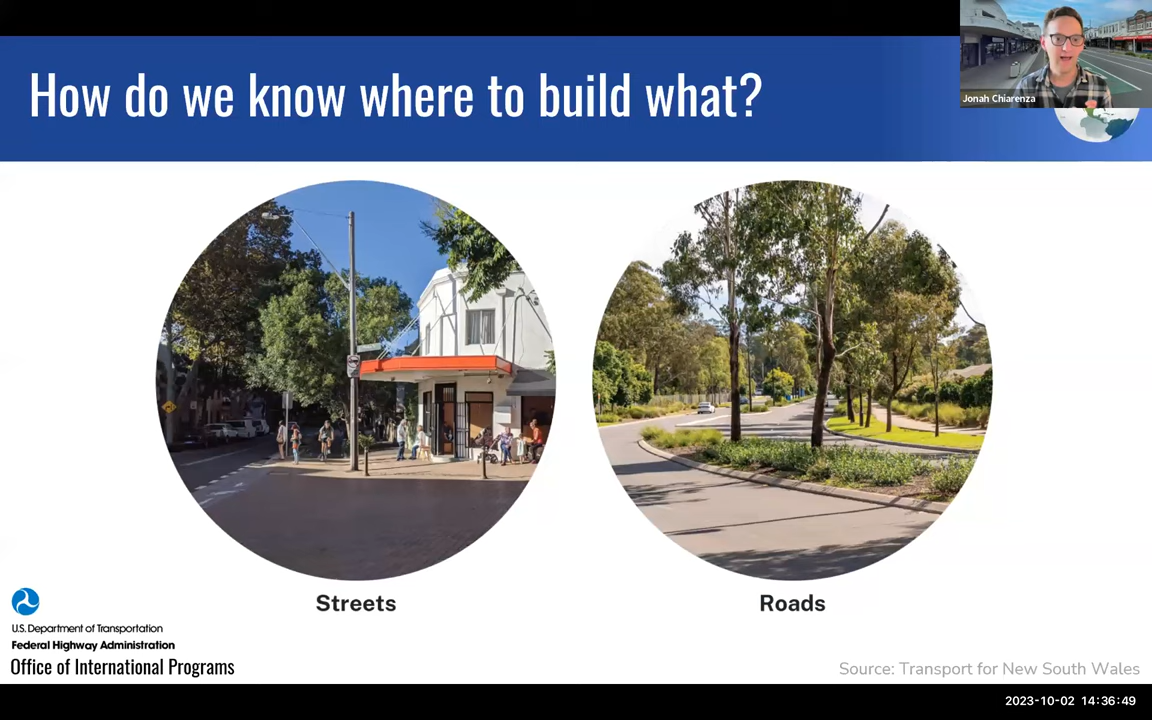 How do we know where to build what?
Jonah Chiarenza
Streets
Roads
U.S. Department of Transportation
Federal Highway Administration
Office of International Programs
Source: Transport for New South Wales
2023-10-02 14:36:49